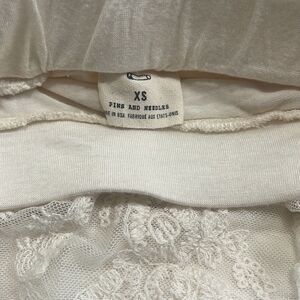 XS
PINS AND NEEDLES
MADE IN USA FABRIQUÉ AUX ÉTATS-UNIS